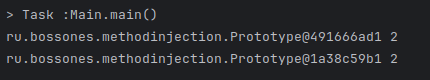 > Task :Main.main()
ru.bossones.methodinjection.Prototype@491666ad1 2
ru.bossones.methodinjection.Prototype@1a38c59b1 2